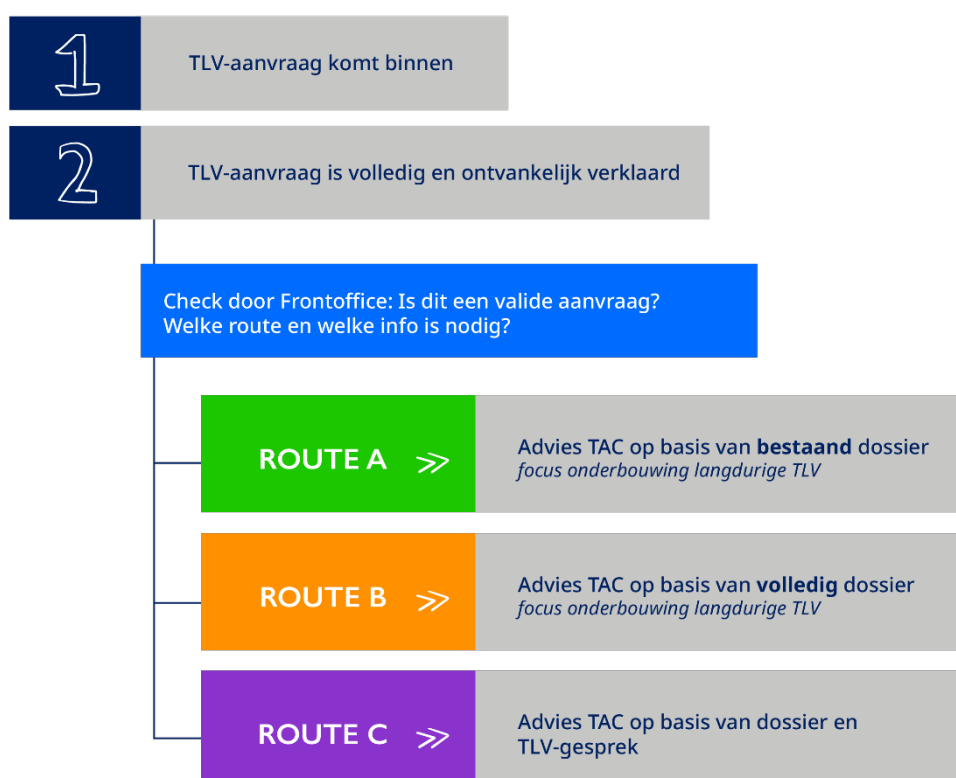 1
TLV-aanvraag komt binnen
2
TLV-aanvraag is volledig en ontvankelijk verklaard
Check door Frontoffice: Is dit een valide aanvraag?
Welke route en welke info is nodig?
ROUTE A
Advies TAC op basis van bestaand dossier
focus onderbouwing langdurige TLV
ROUTE B
Advies TAC op basis van volledig dossier
focus onderbouwing langdurige TLV
ROUTE C
Advies TAC op basis van dossier en
TLV-gesprek